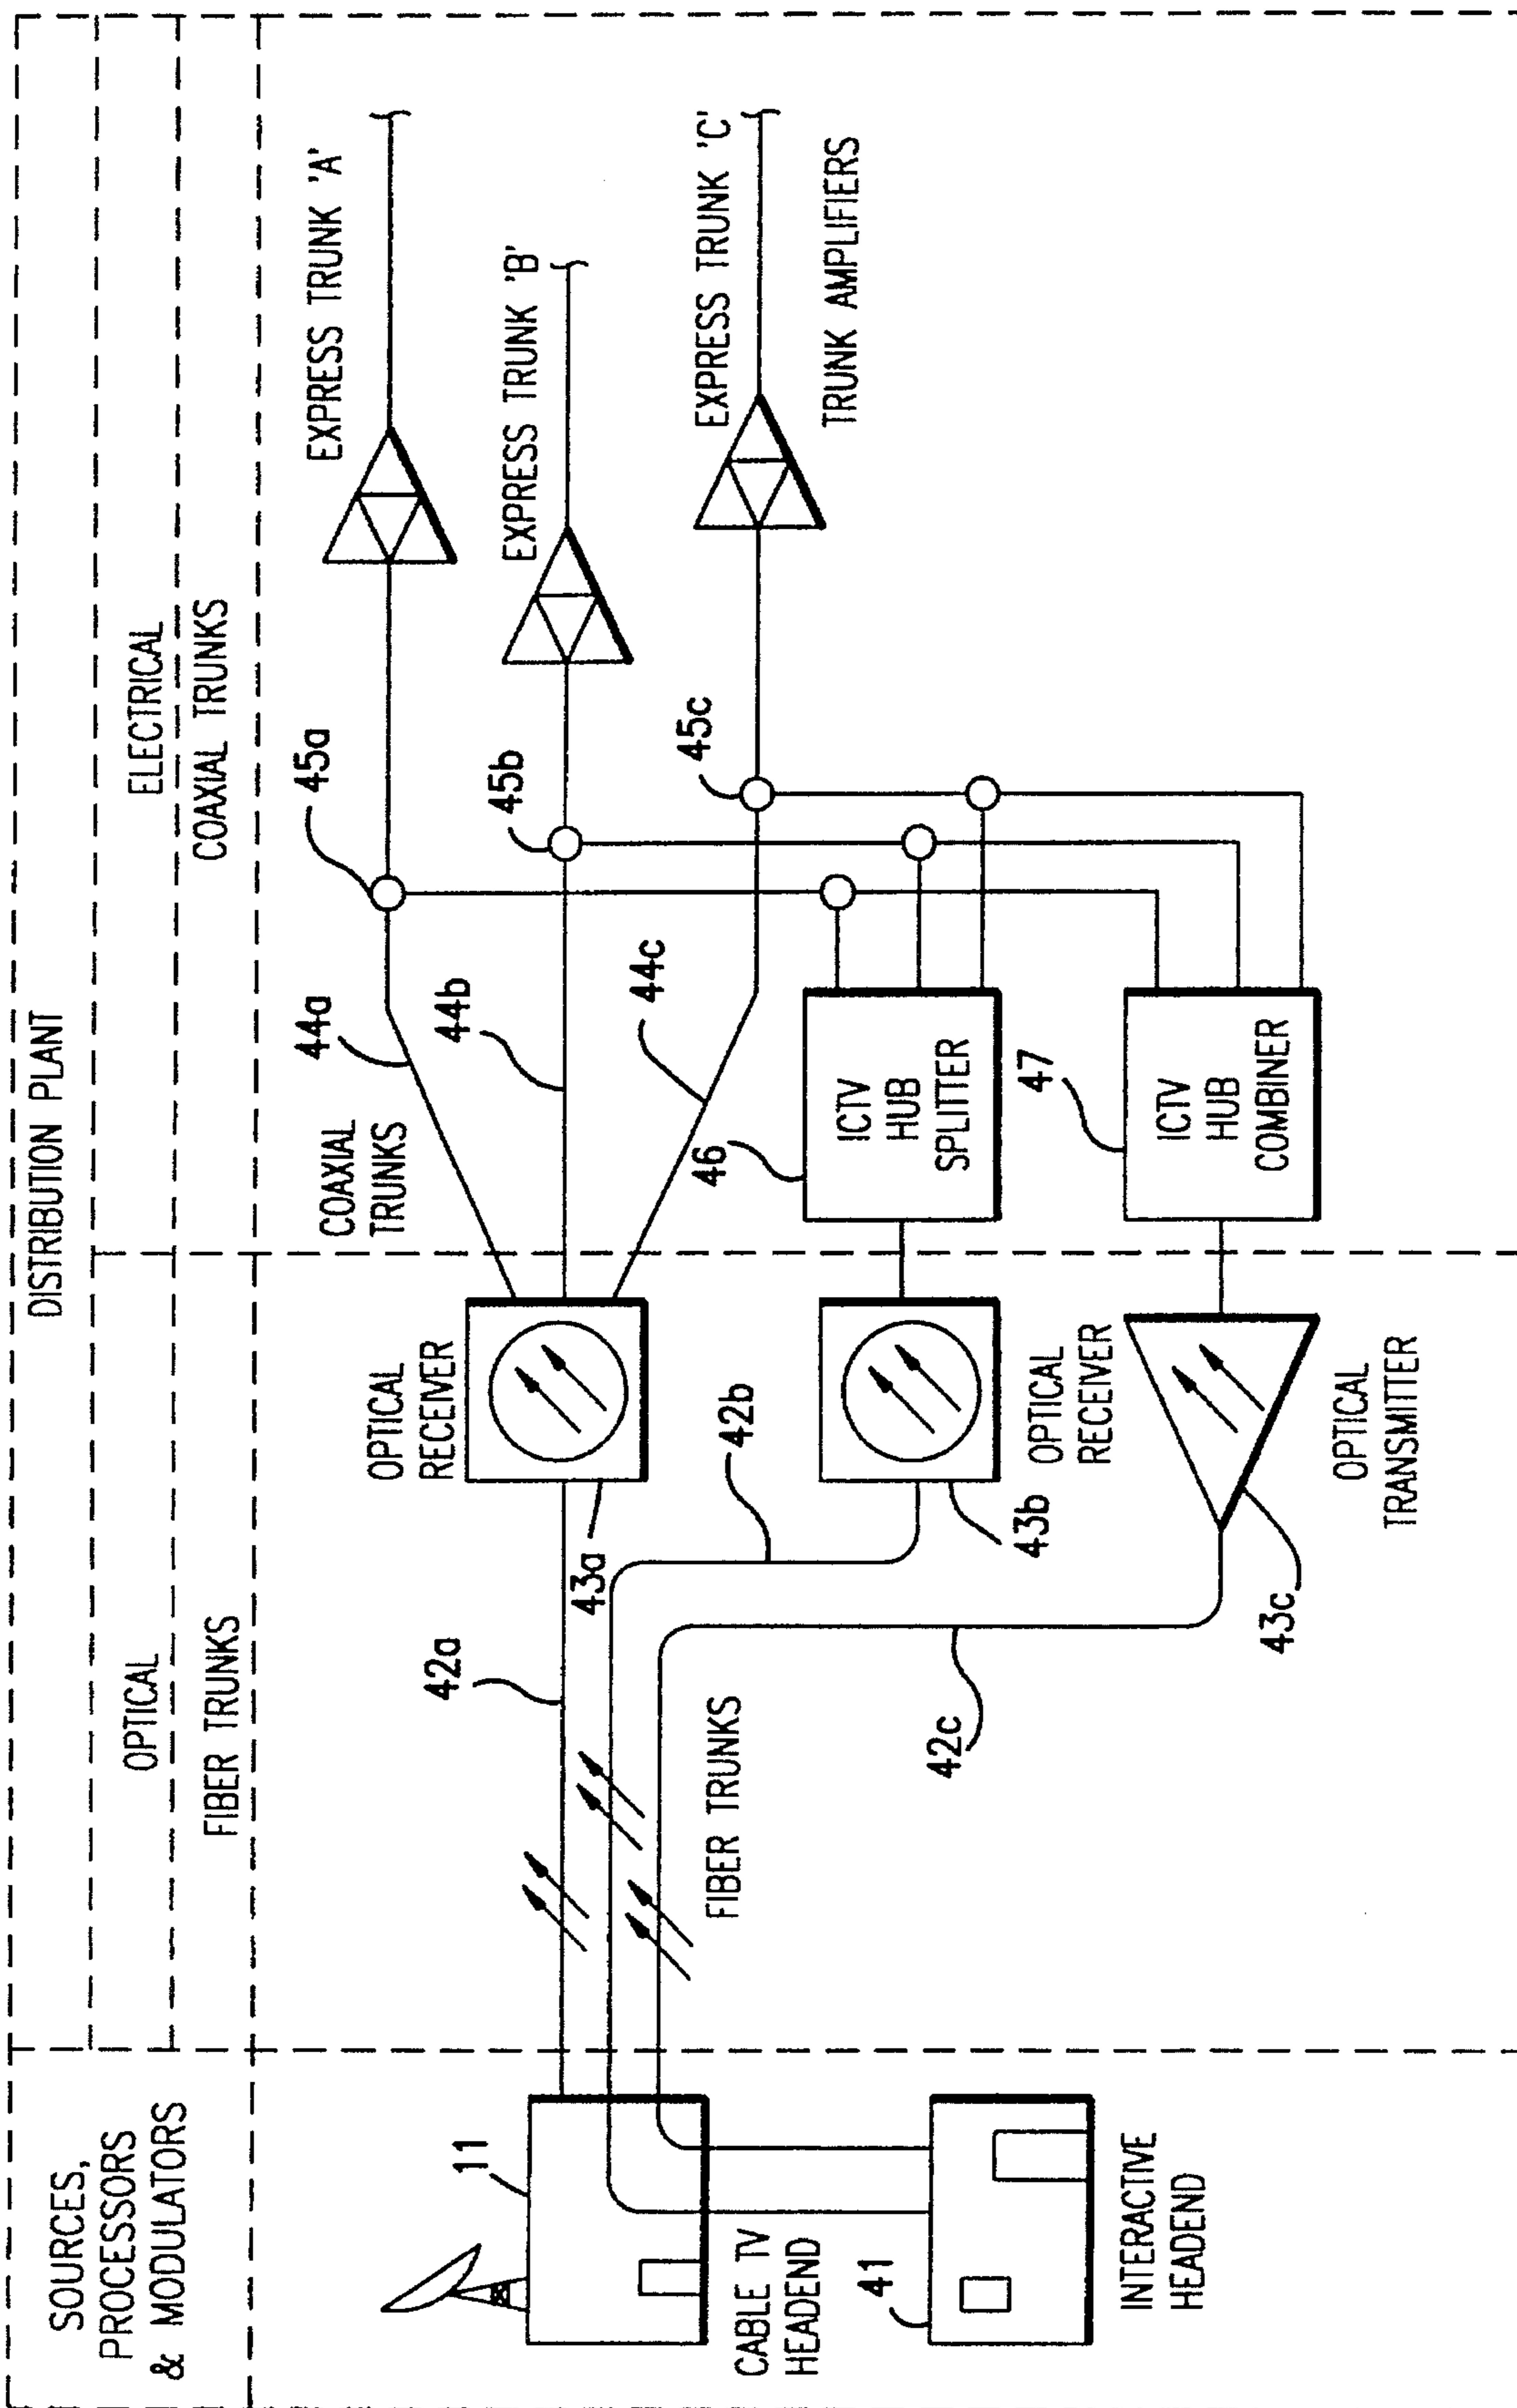 DISTRIBUTION PLANT
SOURCES,
PROCESSORS
& MODULATORS
OPTICAL
ELECTRICAL
FIBER TRUNKS
COAXIAL TRUNKS
11
CABLE TV
HEADEND
41
INTERACTIVE
HEADEND
42a
FIBER TRUNKS
42b
42c
OPTICAL
RECEIVER
43a
43b
OPTICAL
RECEIVER
43c
OPTICAL
TRANSMITTER
COAXIAL
TRUNKS
44a
44b
44c
45a
45b
45c
46
ICTV
HUB
SPLITTER
47
ICTV
HUB
COMBINER
EXPRESS TRUNK 'A'
EXPRESS TRUNK 'B'
EXPRESS TRUNK 'C'
TRUNK AMPLIFIERS